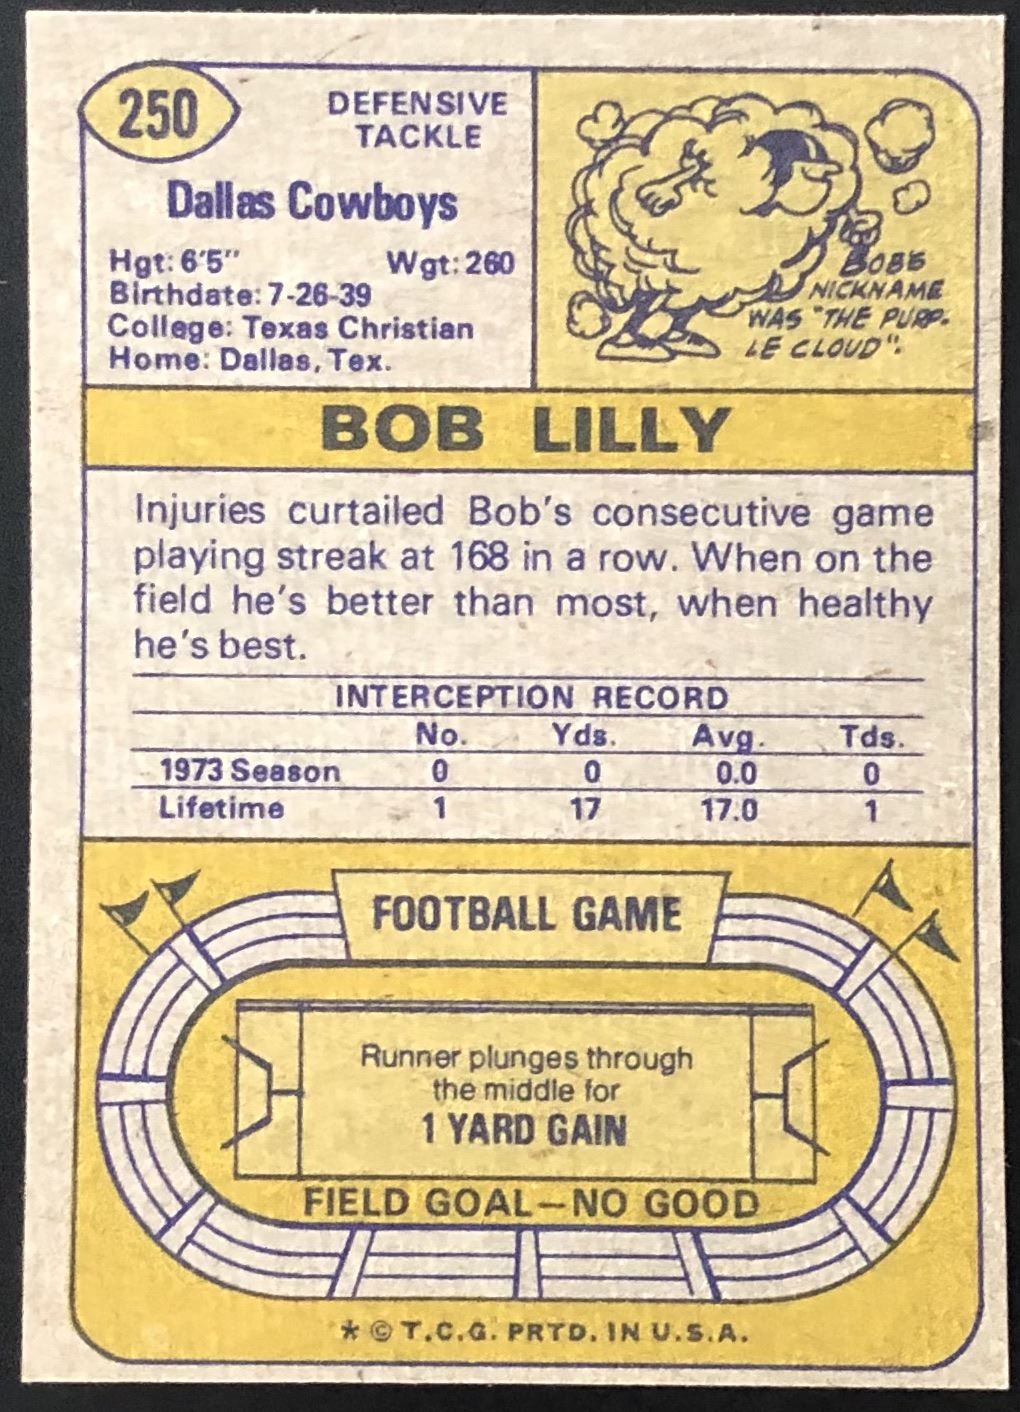 250
DEFENSIVE
TACKLE
Dallas Cowboys
Hgt: 6'5" Wgt: 260
Birthdate: 7-26-39
College: Texas Christian
Home: Dallas, Tex.
BOB'S
NICKNAME
WAS "THE PURP-
LE CLOUD".
BOB LILLY
Injuries curtailed Bob's consecutive game
playing streak at 168 in a row. When on the
field he's better than most, when healthy
he's best.
INTERCEPTION RECORD
No. Yds. Avg. Tds.
1973 Season 0 0 0.0 0
Lifetime 1 17 17.0 1
FOOTBALL GAME
Runner plunges through
the middle for
1 YARD GAIN
FIELD GOAL—NO GOOD
* © T.C.G. PRTD. IN U.S.A.